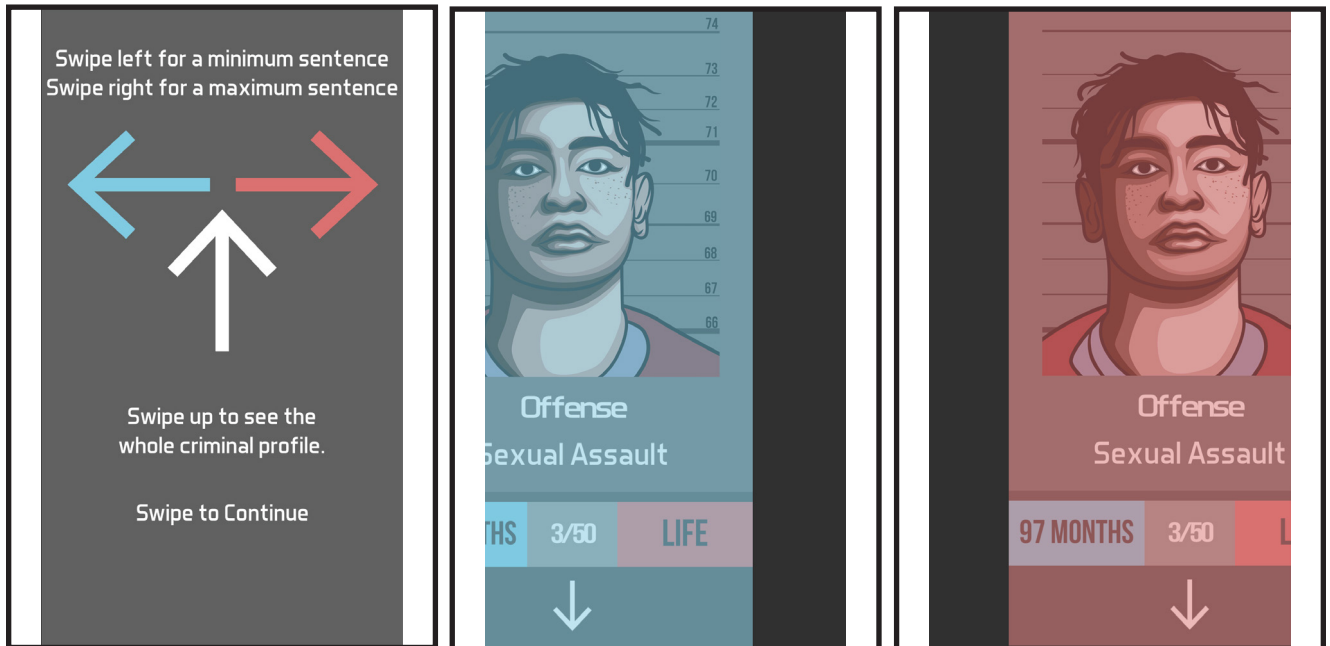 Swipe left for a minimum sentence
Swipe right for a maximum sentence
Swipe up to see the
whole criminal profile.
Swipe to Continue
74
73
72
71
70
69
68
67
66
Offense
Sexual Assault
THS 3/50 LIFE
Offense
Sexual Assault
97 MONTHS 3/50 L